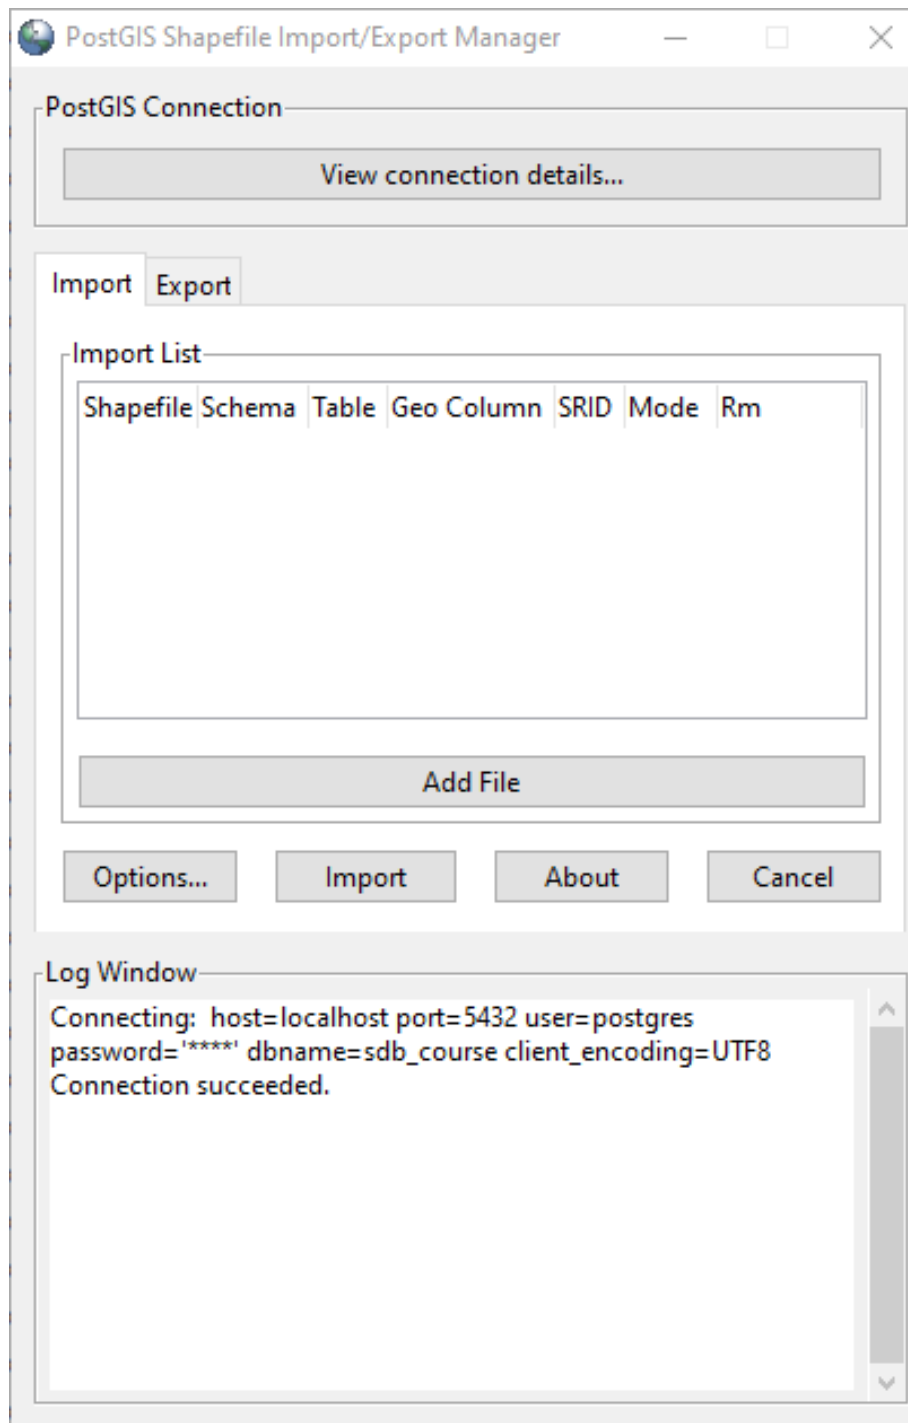 PostGIS Shapefile Import/Export Manager
PostGIS Connection
View connection details...
Import Export
Import List
Shapefile Schema Table Geo Column SRID Mode Rm
Add File
Options... Import About Cancel
Log Window
Connecting:  host=localhost port=5432 user=postgres
password='****' dbname=sdb_course client_encoding=UTF8
Connection succeeded.